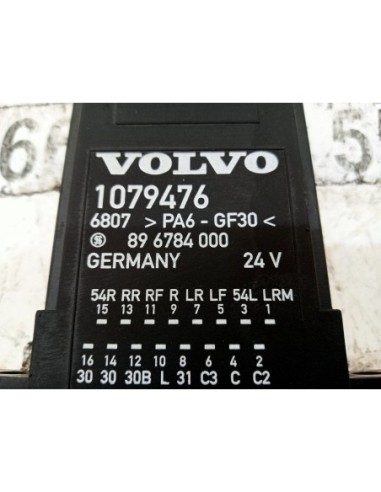 VOLVO
1079476
6807 > PA6 - GF30 <
89 6784 000
GERMANY 24 V
54R RR RF R LR LF 54L LRM
15 13 11 9 7 5 3 1
16 14 12 10 8 6 4 2
30 30 30B L 31 C3 C C2